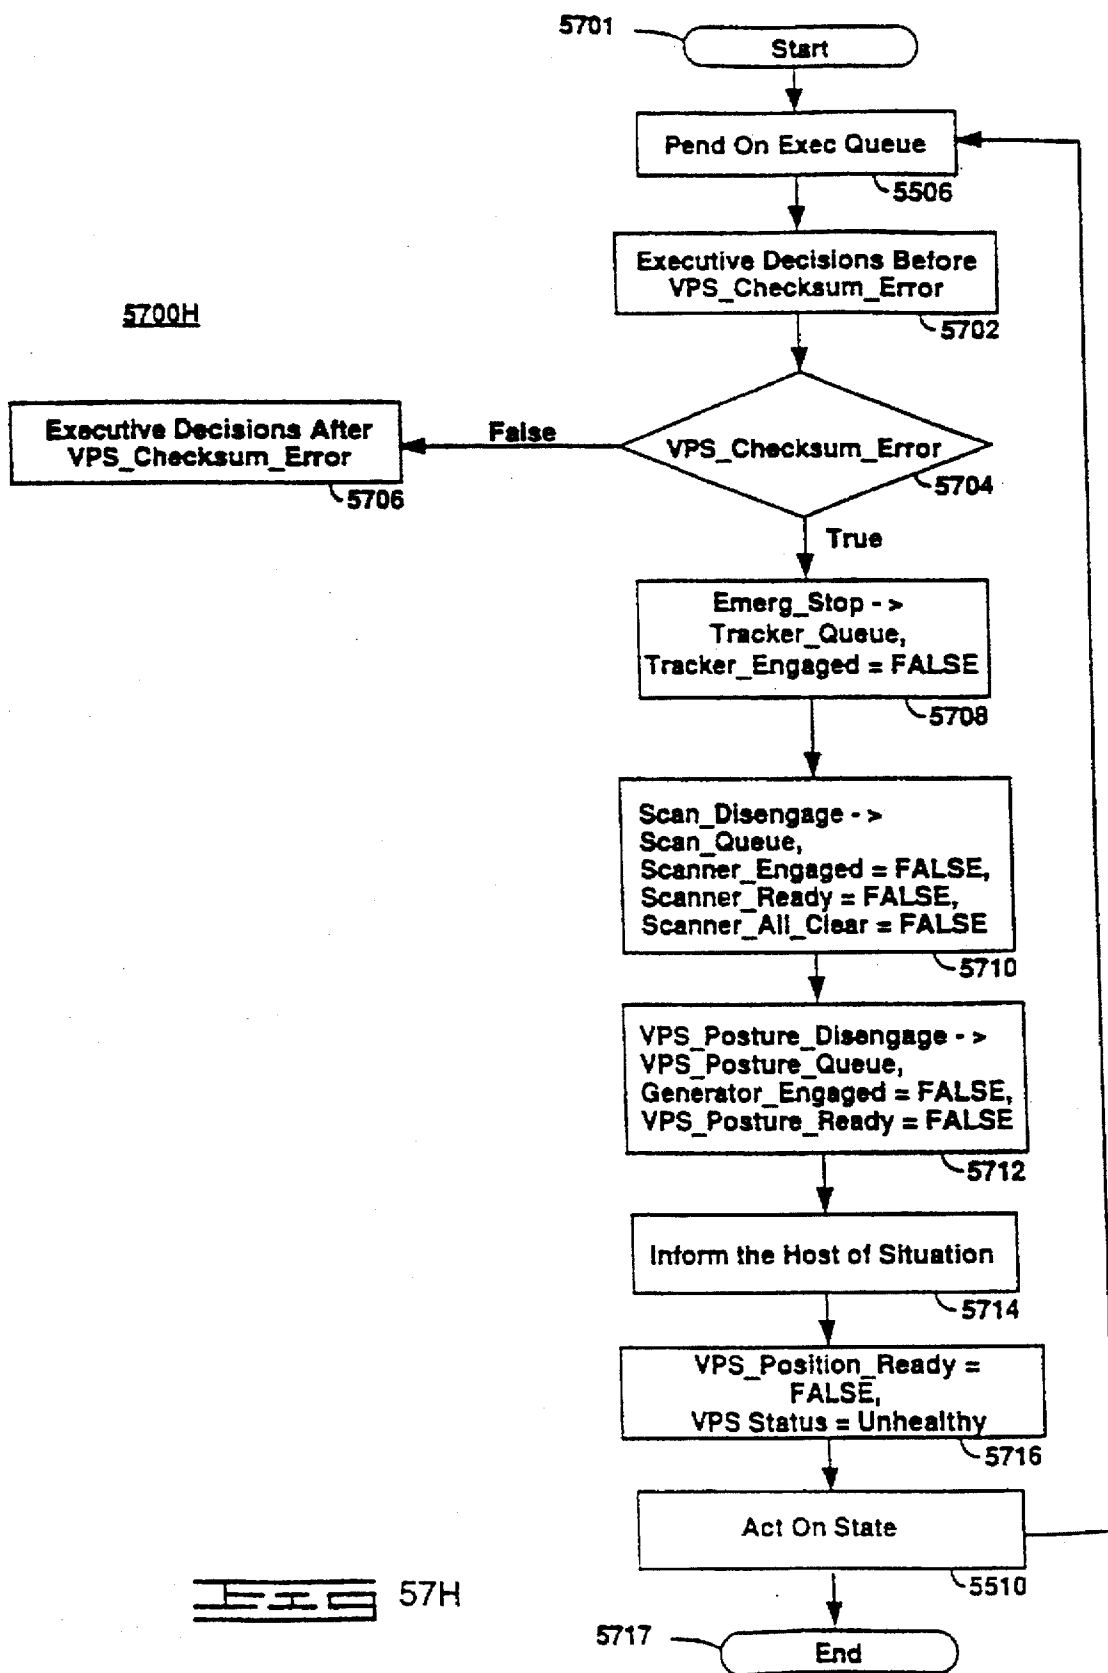 5701
Start
Pend On Exec Queue
5506
Executive Decisions Before
VPS_Checksum_Error
5702
5700H
Executive Decisions After
VPS_Checksum_Error
5706
False
VPS_Checksum_Error
5704
True
Emerg_Stop ->
Tracker_Queue,
Tracker_Engaged = FALSE
5708
Scan_Disengage ->
Scan_Queue,
Scanner_Engaged = FALSE,
Scanner_Ready = FALSE,
Scanner_All_Clear = FALSE
5710
VPS_Posture_Disengage ->
VPS_Posture_Queue,
Generator_Engaged = FALSE,
VPS_Posture_Ready = FALSE
5712
Inform the Host of Situation
5714
VPS_Position_Ready =
FALSE,
VPS Status = Unhealthy
5716
Act On State
5510
FIG 57H
5717
End